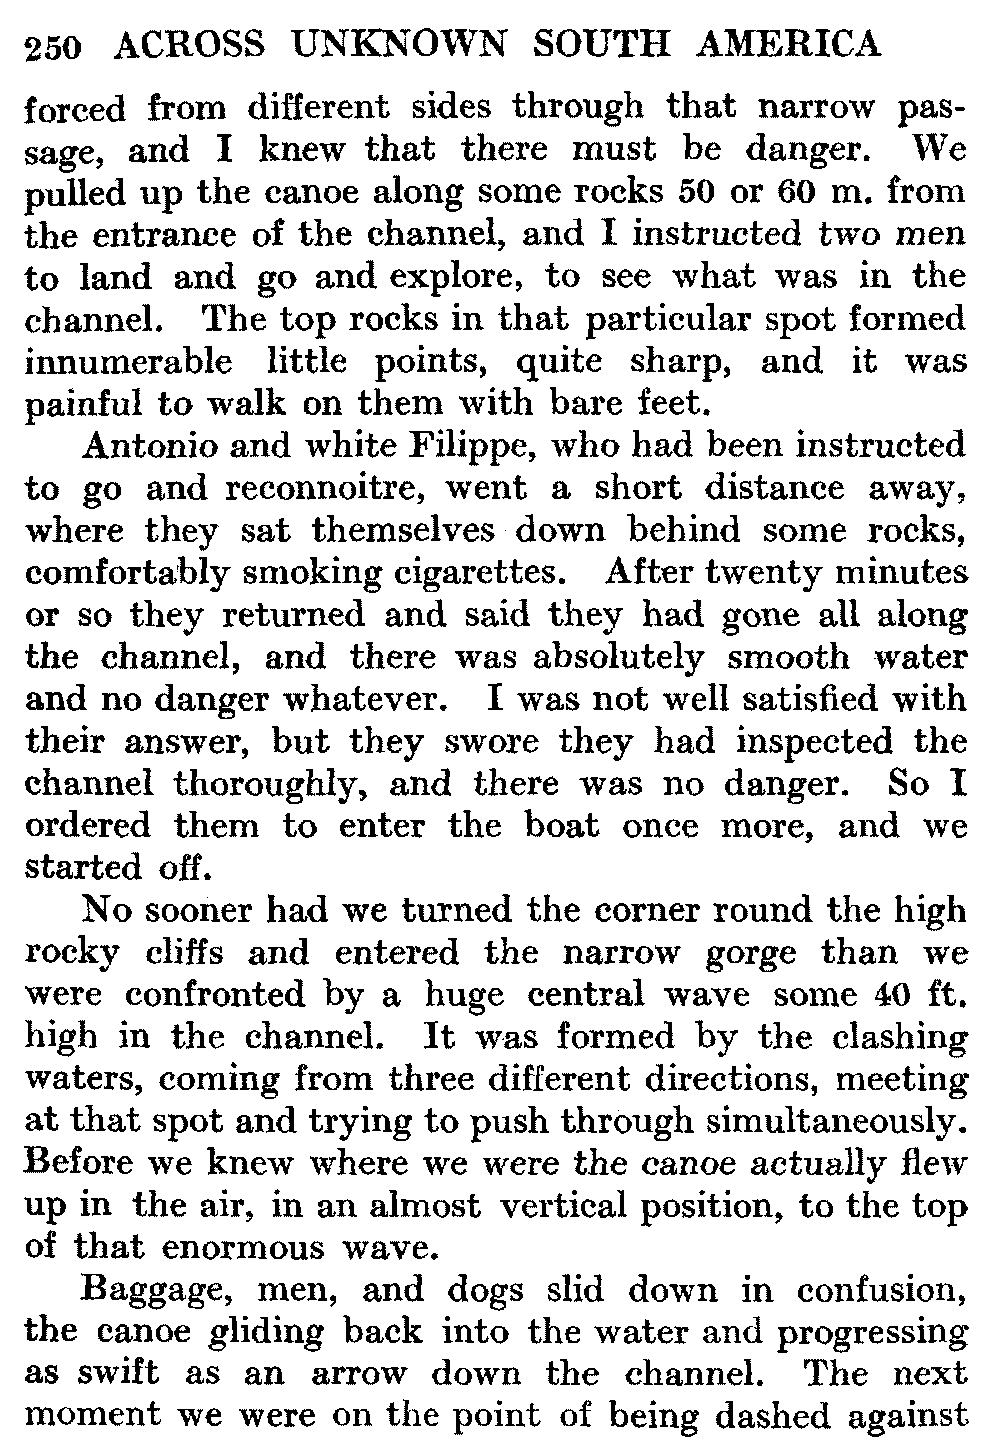 250 ACROSS UNKNOWN SOUTH AMERICA
forced from different sides through that narrow pas-
sage, and I knew that there must be danger. We
pulled up the canoe along some rocks 50 or 60 m. from
the entrance of the channel, and I instructed two men
to land and go and explore, to see what was in the
channel. The top rocks in that particular spot formed
innumerable little points, quite sharp, and it was
painful to walk on them with bare feet.
Antonio and white Filippe, who had been instructed
to go and reconnoitre, went a short distance away,
where they sat themselves down behind some rocks,
comfortably smoking cigarettes. After twenty minutes
or so they returned and said they had gone all along
the channel, and there was absolutely smooth water
and no danger whatever. I was not well satisfied with
their answer, but they swore they had inspected the
channel thoroughly, and there was no danger. So I
ordered them to enter the boat once more, and we
started off.
No sooner had we turned the corner round the high
rocky cliffs and entered the narrow gorge than we
were confronted by a huge central wave some 40 ft.
high in the channel. It was formed by the clashing
waters, coming from three different directions, meeting
at that spot and trying to push through simultaneously.
Before we knew where we were the canoe actually flew
up in the air, in an almost vertical position, to the top
of that enormous wave.
Baggage, men, and dogs slid down in confusion,
the canoe gliding back into the water and progressing
as swift as an arrow down the channel. The next
moment we were on the point of being dashed against